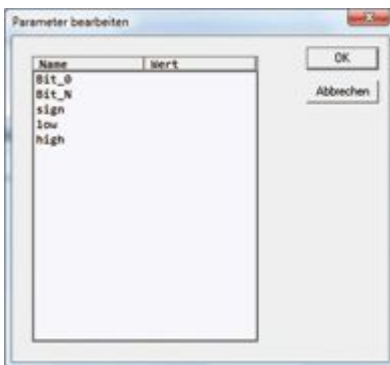 Parameter bearbeiten
Name Wert
Bit_0
Bit_N
sign
low
high
OK
Abbrechen